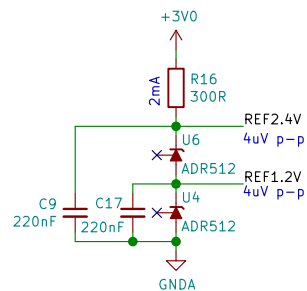 +3V0
2mA
R16
300R
REF2.4V
4uV p-p
U6
ADR512
REF1.2V
4uV p-p
C9
220nF
C17
220nF
U4
ADR512
GNDA